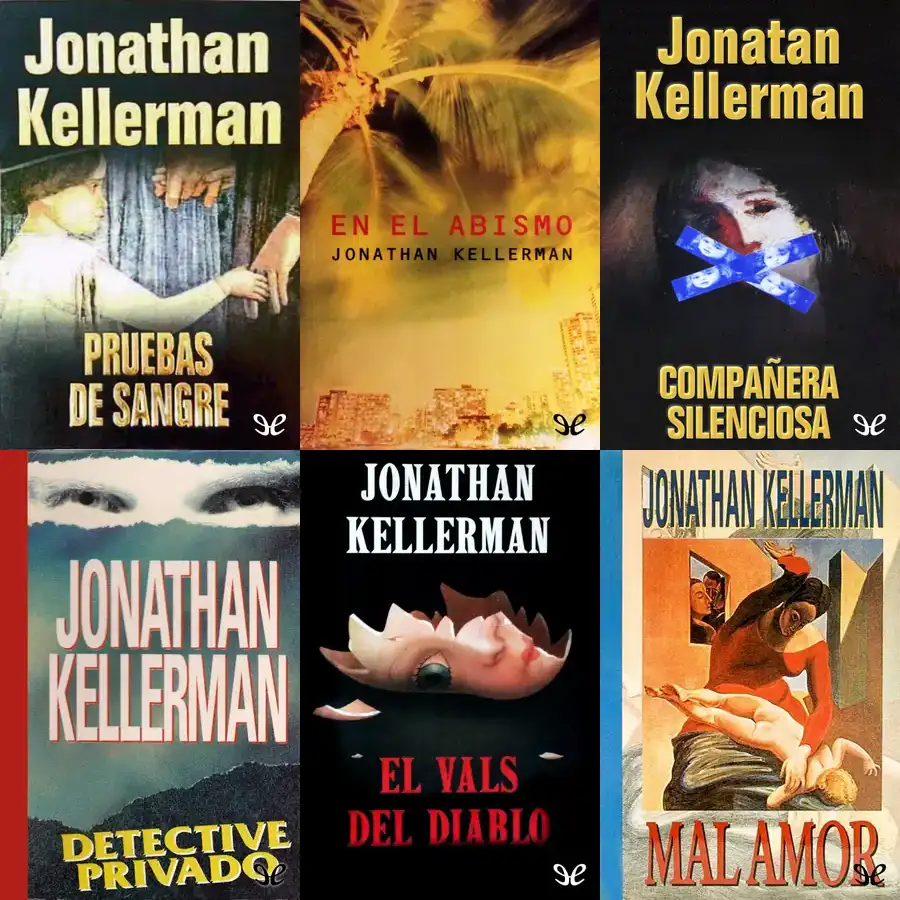 Jonathan
Kellerman
PRUEBAS
DE SANGRE
EN EL ABISMO
JONATHAN KELLERMAN
Jonatan
Kellerman
COMPAÑERA
SILENCIOSA
JONATHAN
KELLERMAN
DETECTIVE
PRIVADO
JONATHAN
KELLERMAN
EL VALS
DEL DIABLO
JONATHAN KELLERMAN
MAL AMOR